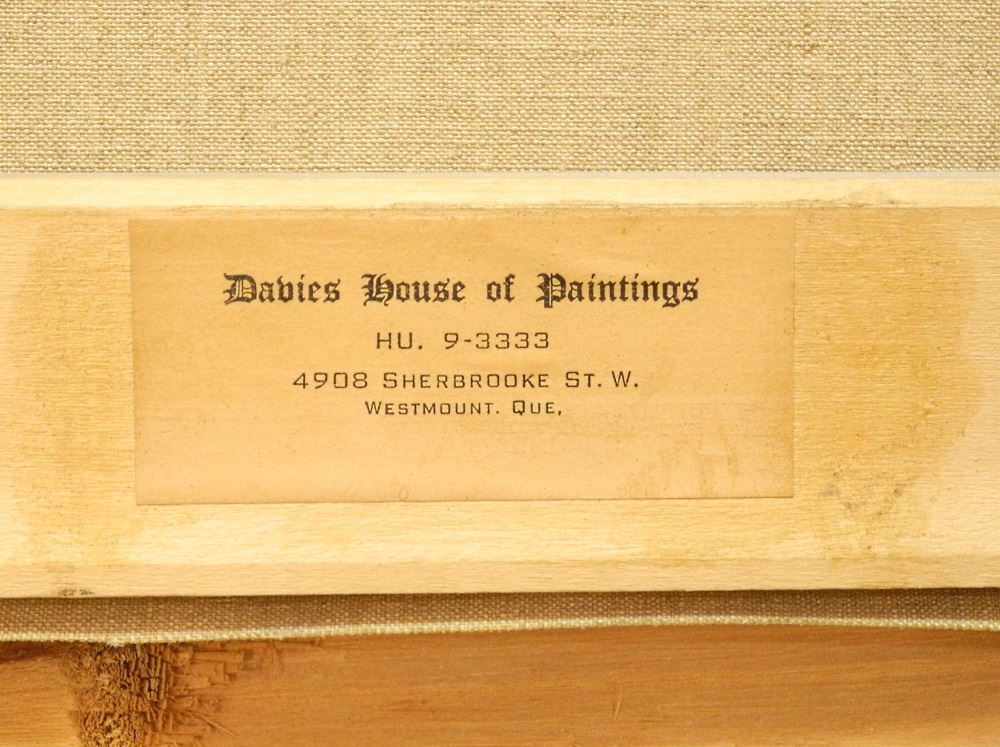 Davies House of Paintings
HU. 9-3333
4908 SHERBROOKE ST. W.
WESTMOUNT. QUE,